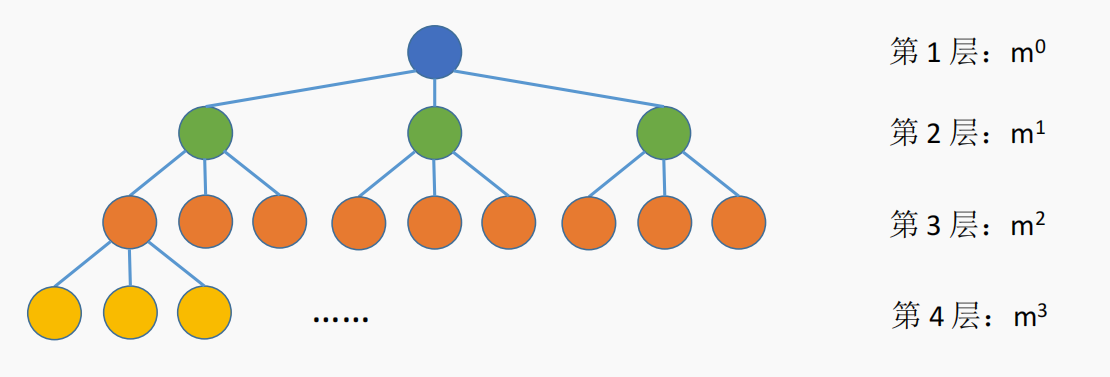 第 1 层：m⁰
第 2 层：m¹
第 3 层：m²
......
第 4 层：m³